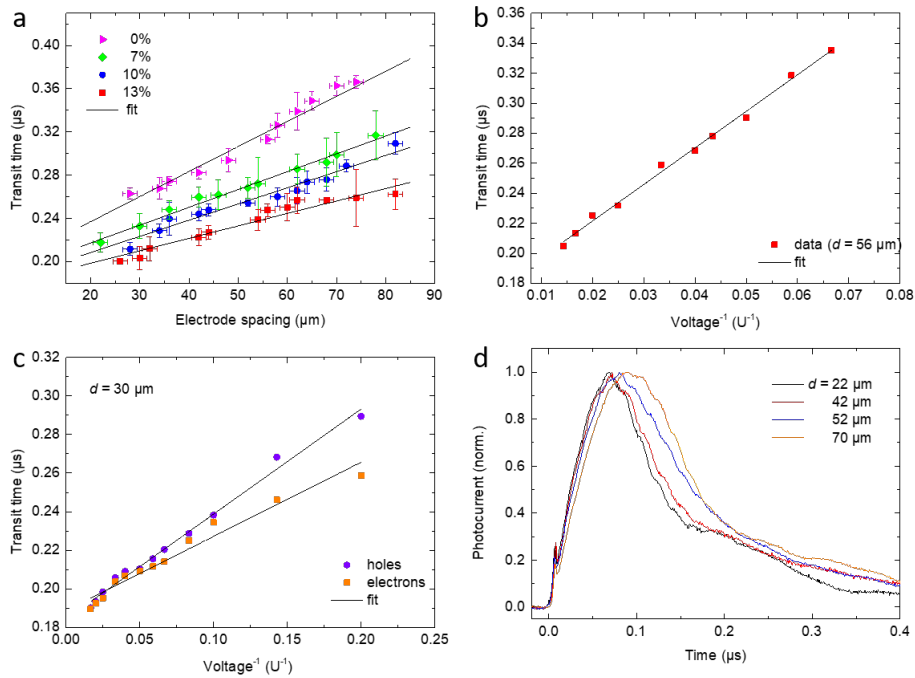 a
0%
7%
10%
13%
fit
Transit time (µs)
0.40
0.36
0.32
0.28
0.24
0.20
20 30 40 50 60 70 80 90
Electrode spacing (µm)
b
Transit time (µs)
0.36
0.34
0.32
0.30
0.28
0.26
0.24
0.22
0.20
0.18
data (d = 56 µm)
fit
0.01 0.02 0.03 0.04 0.05 0.06 0.07 0.08
Voltage⁻¹ (U⁻¹)
c
d = 30 µm
Transit time (µs)
0.32
0.30
0.28
0.26
0.24
0.22
0.20
0.18
holes
electrons
fit
0.00 0.05 0.10 0.15 0.20 0.25
Voltage⁻¹ (U⁻¹)
d
d = 22 µm
42 µm
52 µm
70 µm
Photocurrent (norm.)
1.0
0.8
0.6
0.4
0.2
0.0
0.0 0.1 0.2 0.3 0.4
Time (µs)